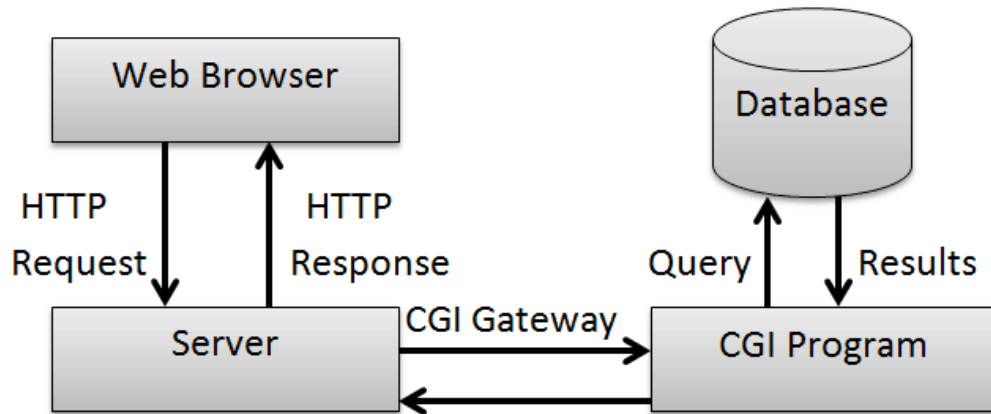 Web Browser
Database
HTTP
Request
HTTP
Response
Query
Results
Server
CGI Gateway
CGI Program